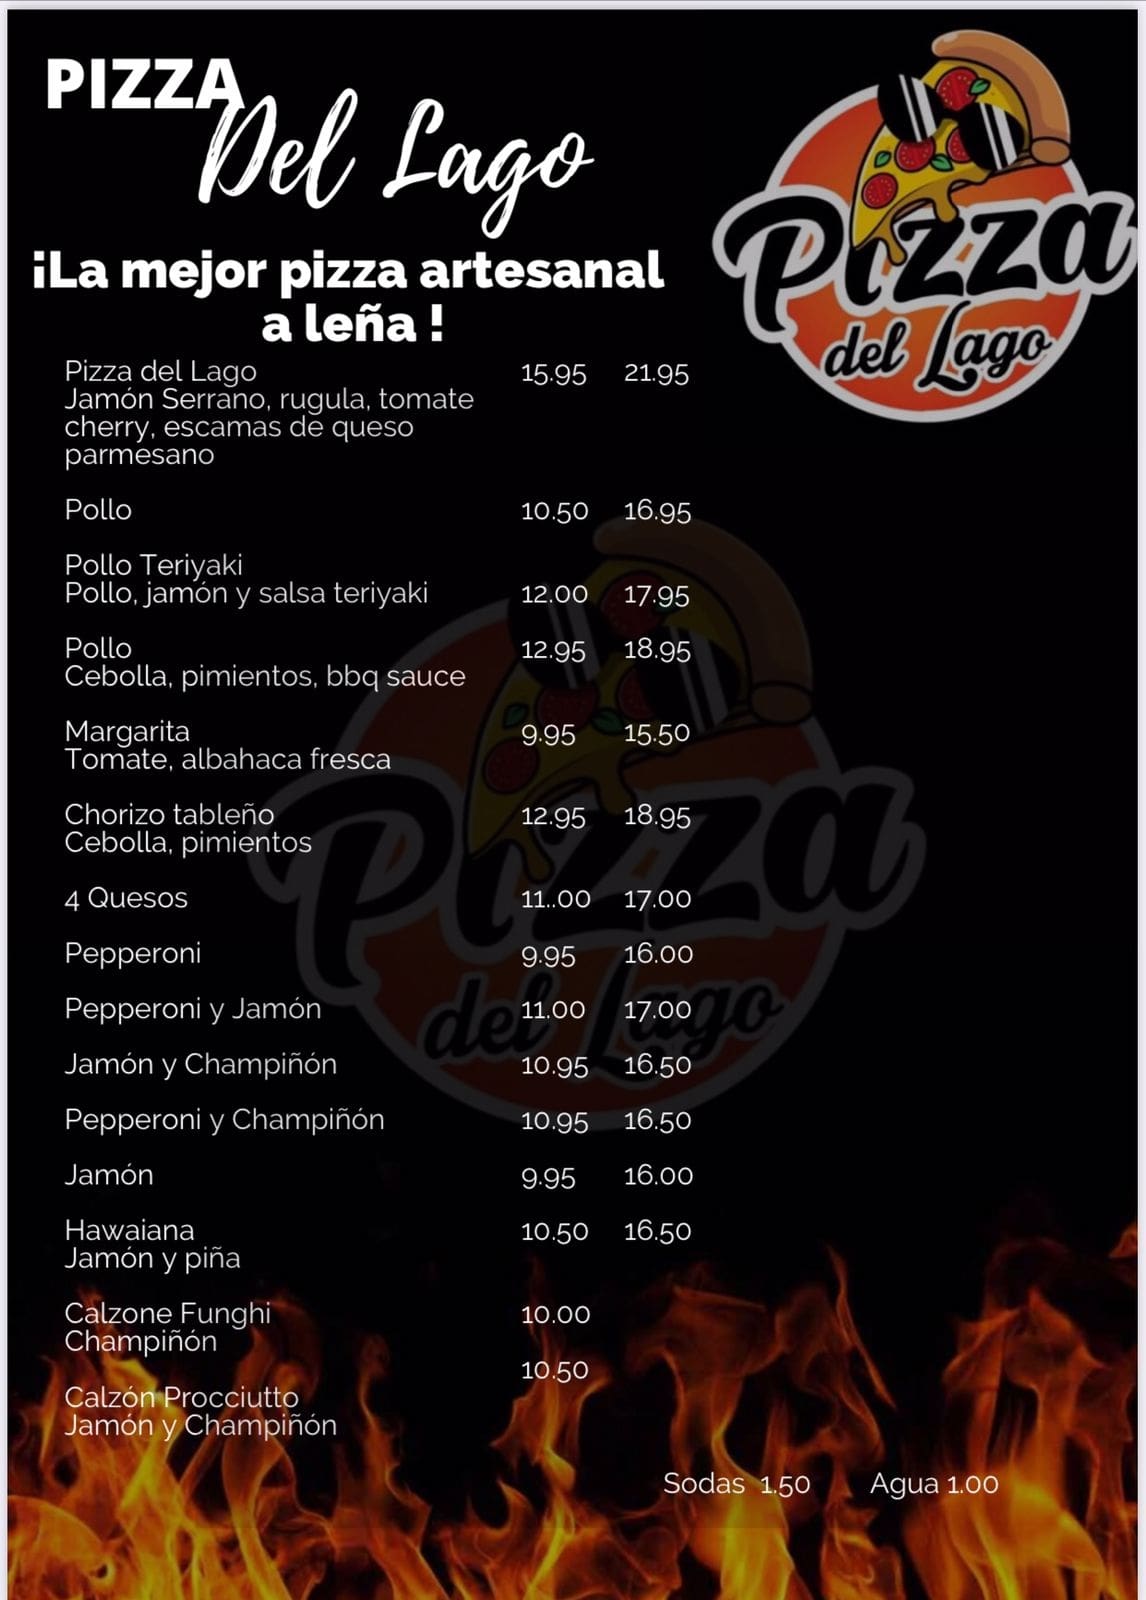 PIZZA
Del Lago
¡La mejor pizza artesanal
a leña !
Pizza
del Lago
Pizza del Lago 15.95 21.95
Jamón Serrano, rugula, tomate
cherry, escamas de queso
parmesano
Pollo 10.50 16.95
Pollo Teriyaki
Pollo, jamón y salsa teriyaki 12.00 17.95
Pollo 12.95 18.95
Cebolla, pimientos, bbq sauce
Margarita 9.95 15.50
Tomate, albahaca fresca
Chorizo tableño 12.95 18.95
Cebolla, pimientos
4 Quesos 11..00 17.00
Pepperoni 9.95 16.00
Pepperoni y Jamón 11.00 17.00
Jamón y Champiñón 10.95 16.50
Pepperoni y Champiñón 10.95 16.50
Jamón 9.95 16.00
Hawaiana 10.50 16.50
Jamón y piña
Calzone Funghi 10.00
Champiñón
10.50
Calzón Procciutto
Jamón y Champiñón
Sodas 1.50 Agua 1.00
Pizza
del Lago